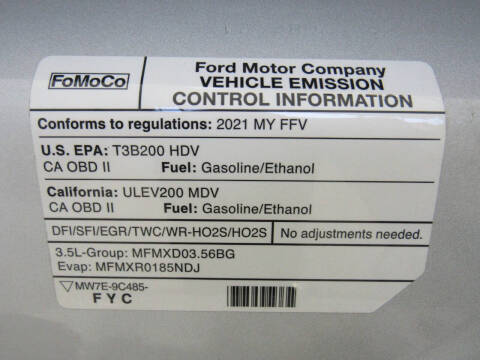 FoMoCo
Ford Motor Company
VEHICLE EMISSION
CONTROL INFORMATION
Conforms to regulations: 2021 MY FFV
U.S. EPA: T3B200 HDV
CA OBD II Fuel: Gasoline/Ethanol
California: ULEV200 MDV
CA OBD II Fuel: Gasoline/Ethanol
DFI/SFI/EGR/TWC/WR-HO2S/HO2S No adjustments needed.
3.5L-Group: MFMXD03.56BG
Evap: MFMXR0185NDJ
MW7E-9C485-
FYC